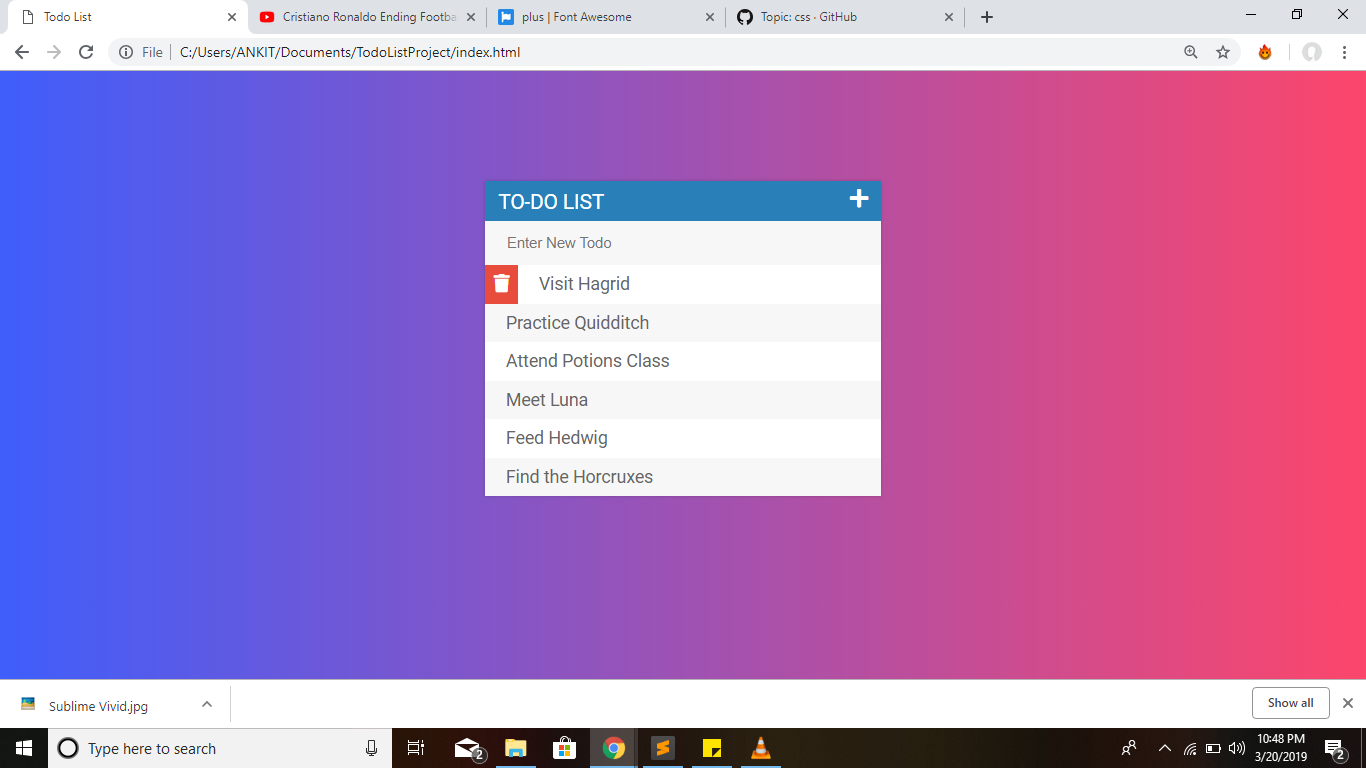 Todo List
Cristiano Ronaldo Ending Footba
plus | Font Awesome
Topic: css · GitHub
File
C:/Users/ANKIT/Documents/TodoListProject/index.html
TO-DO LIST
Enter New Todo
Visit Hagrid
Practice Quidditch
Attend Potions Class
Meet Luna
Feed Hedwig
Find the Horcruxes
Sublime Vivid.jpg
Show all
Type here to search
2
10:48 PM
3/20/2019
2